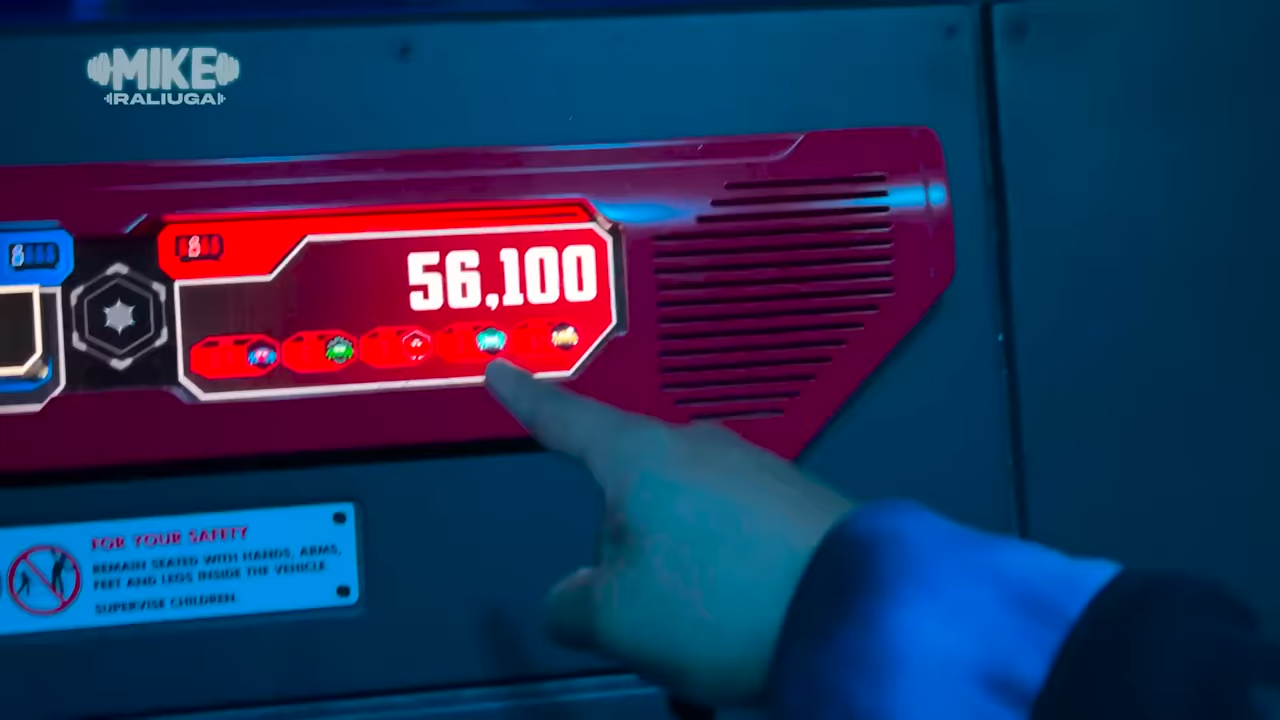 MIKE
RALIUGA
56,100
FOR YOUR SAFETY
REMAIN SEATED WITH HANDS, ARMS,
FEET AND LEGS INSIDE THE VEHICLE
SUPERVISE CHILDREN